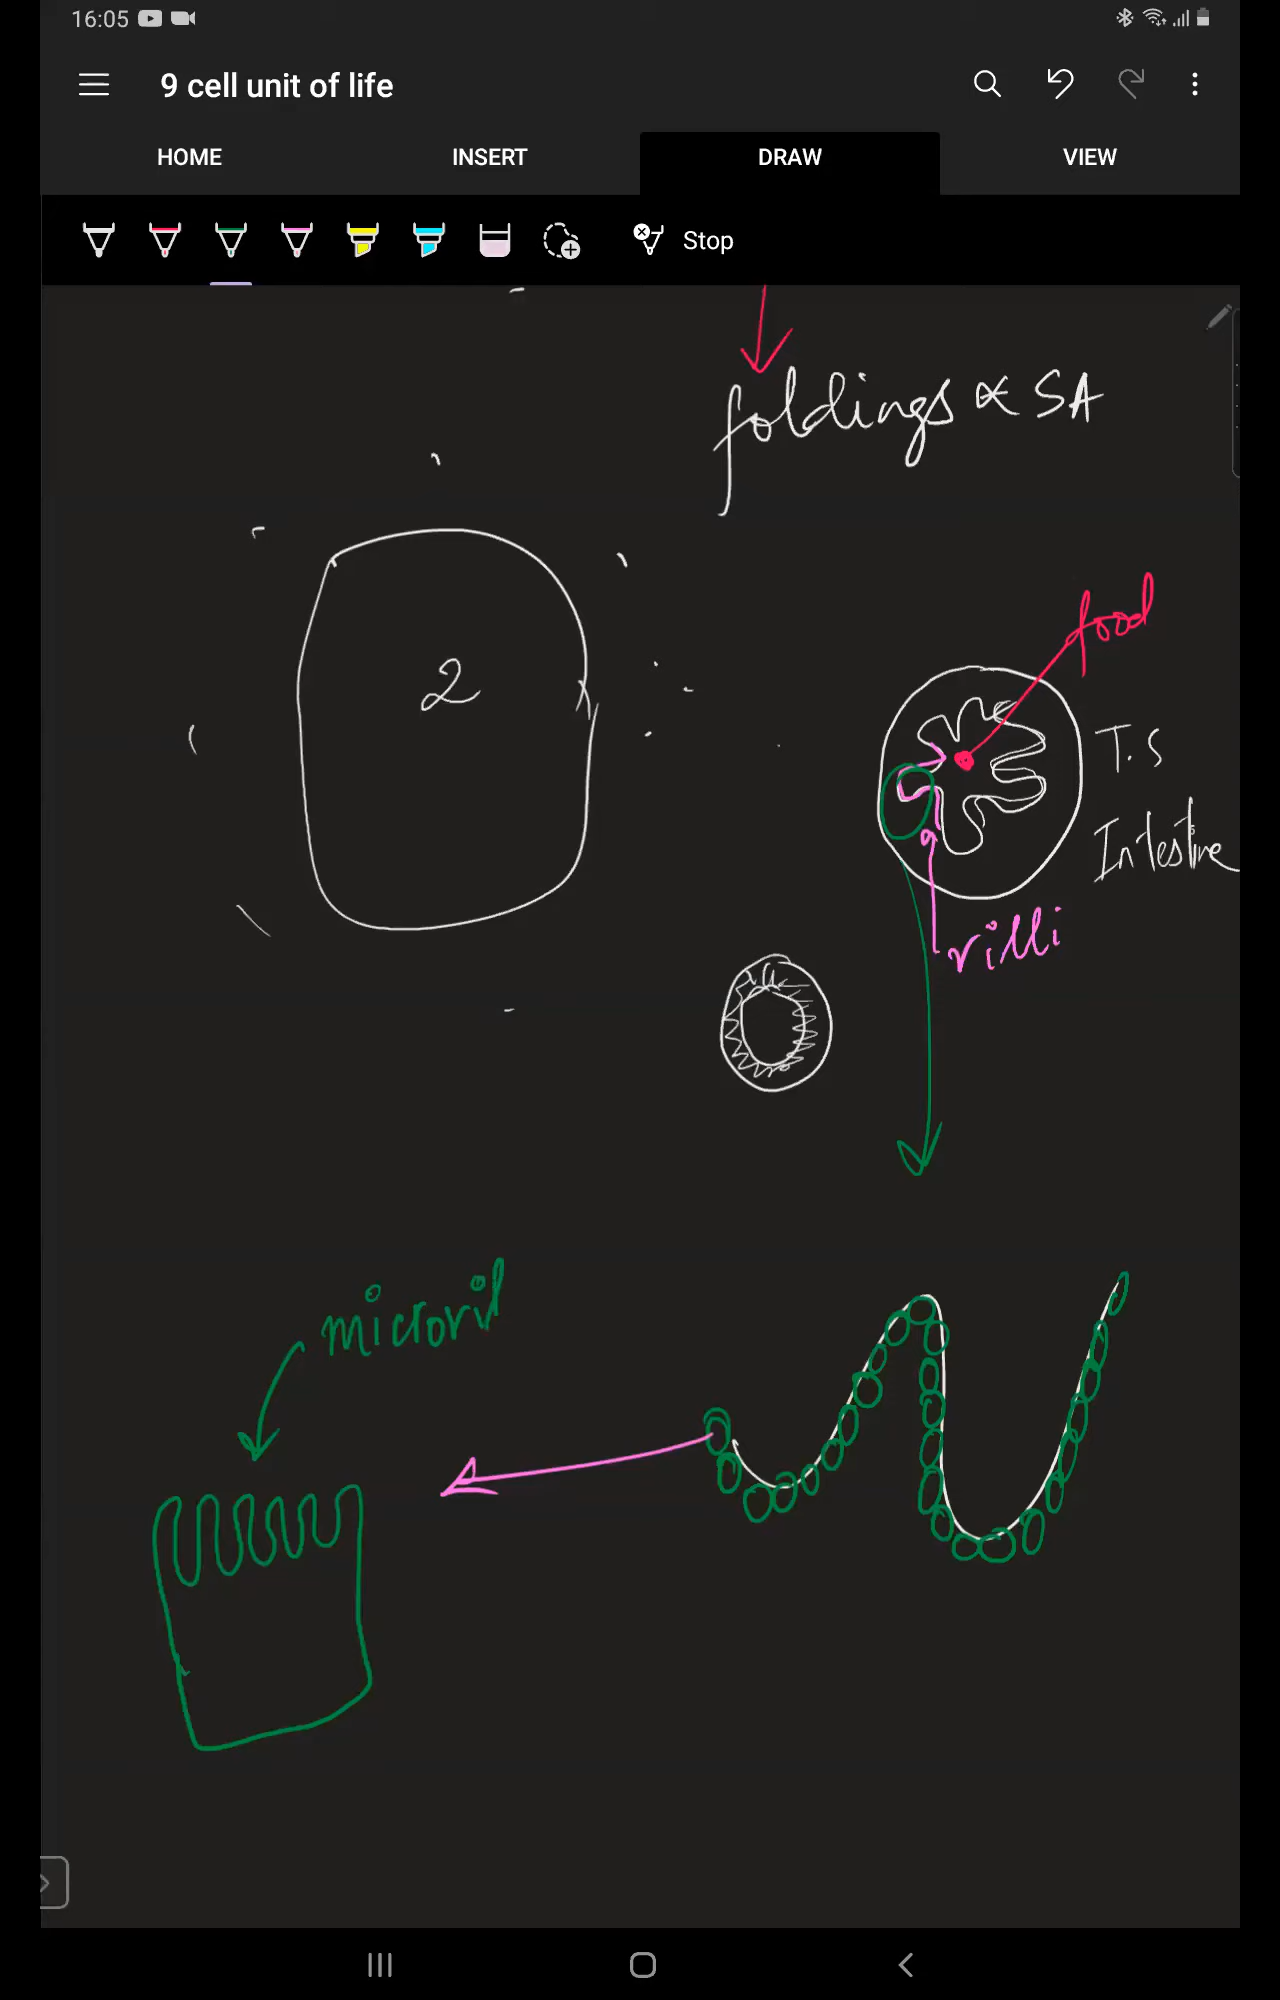 16:05
9 cell unit of life
HOME INSERT DRAW VIEW
Stop
foldings ∝ SA
2
food
T.S
Intestine
villi
microvil